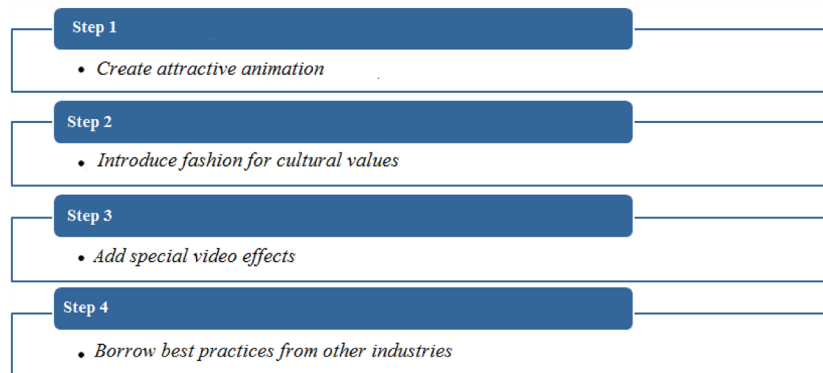 Step 1
• Create attractive animation
Step 2
• Introduce fashion for cultural values
Step 3
• Add special video effects
Step 4
• Borrow best practices from other industries